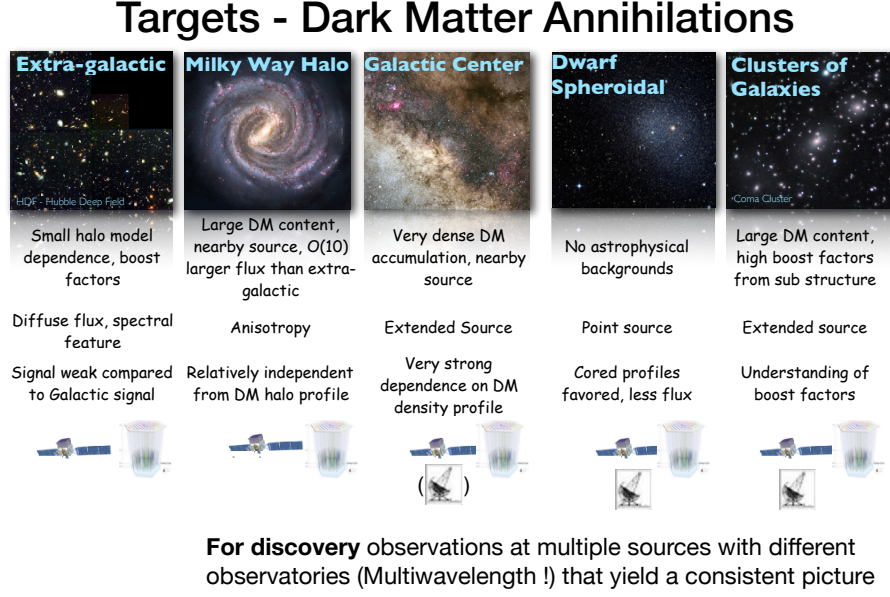 Targets - Dark Matter Annihilations
Extra-galactic
HDF - Hubble Deep Field
Milky Way Halo
Galactic Center
Dwarf
Spheroidal
Clusters of
Galaxies
Coma Cluster
Small halo model
dependence, boost
factors
Large DM content,
nearby source, O(10)
larger flux than extra-
galactic
Very dense DM
accumulation, nearby
source
No astrophysical
backgrounds
Large DM content,
high boost factors
from sub structure
Diffuse flux, spectral
feature
Anisotropy
Extended Source
Point source
Extended source
Signal weak compared
to Galactic signal
Relatively independent
from DM halo profile
Very strong
dependence on DM
density profile
Cored profiles
favored, less flux
Understanding of
boost factors
( )
For discovery observations at multiple sources with different
observatories (Multiwavelength !) that yield a consistent picture